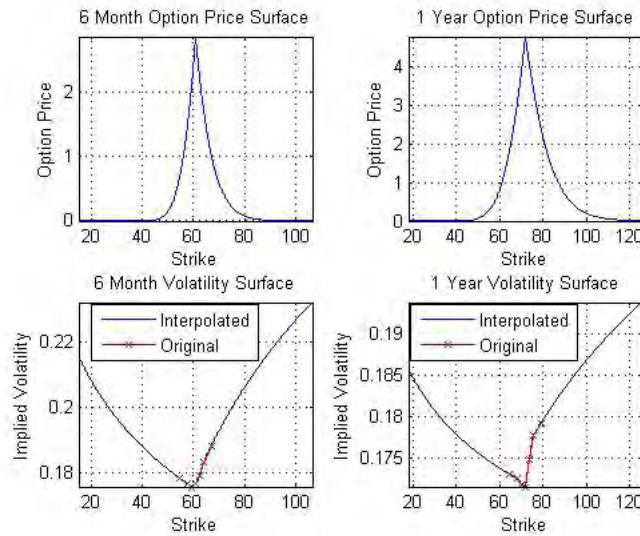 6 Month Option Price Surface
Option Price
2
1
0
20 40 60 80 100
Strike
1 Year Option Price Surface
Option Price
4
3
2
1
0
20 40 60 80 100 120
Strike
6 Month Volatility Surface
Implied Volatility
0.22
0.2
0.18
Interpolated
Original
20 40 60 80 100
Strike
1 Year Volatility Surface
Implied Volatility
0.19
0.185
0.18
0.175
Interpolated
Original
20 40 60 80 100 120
Strike